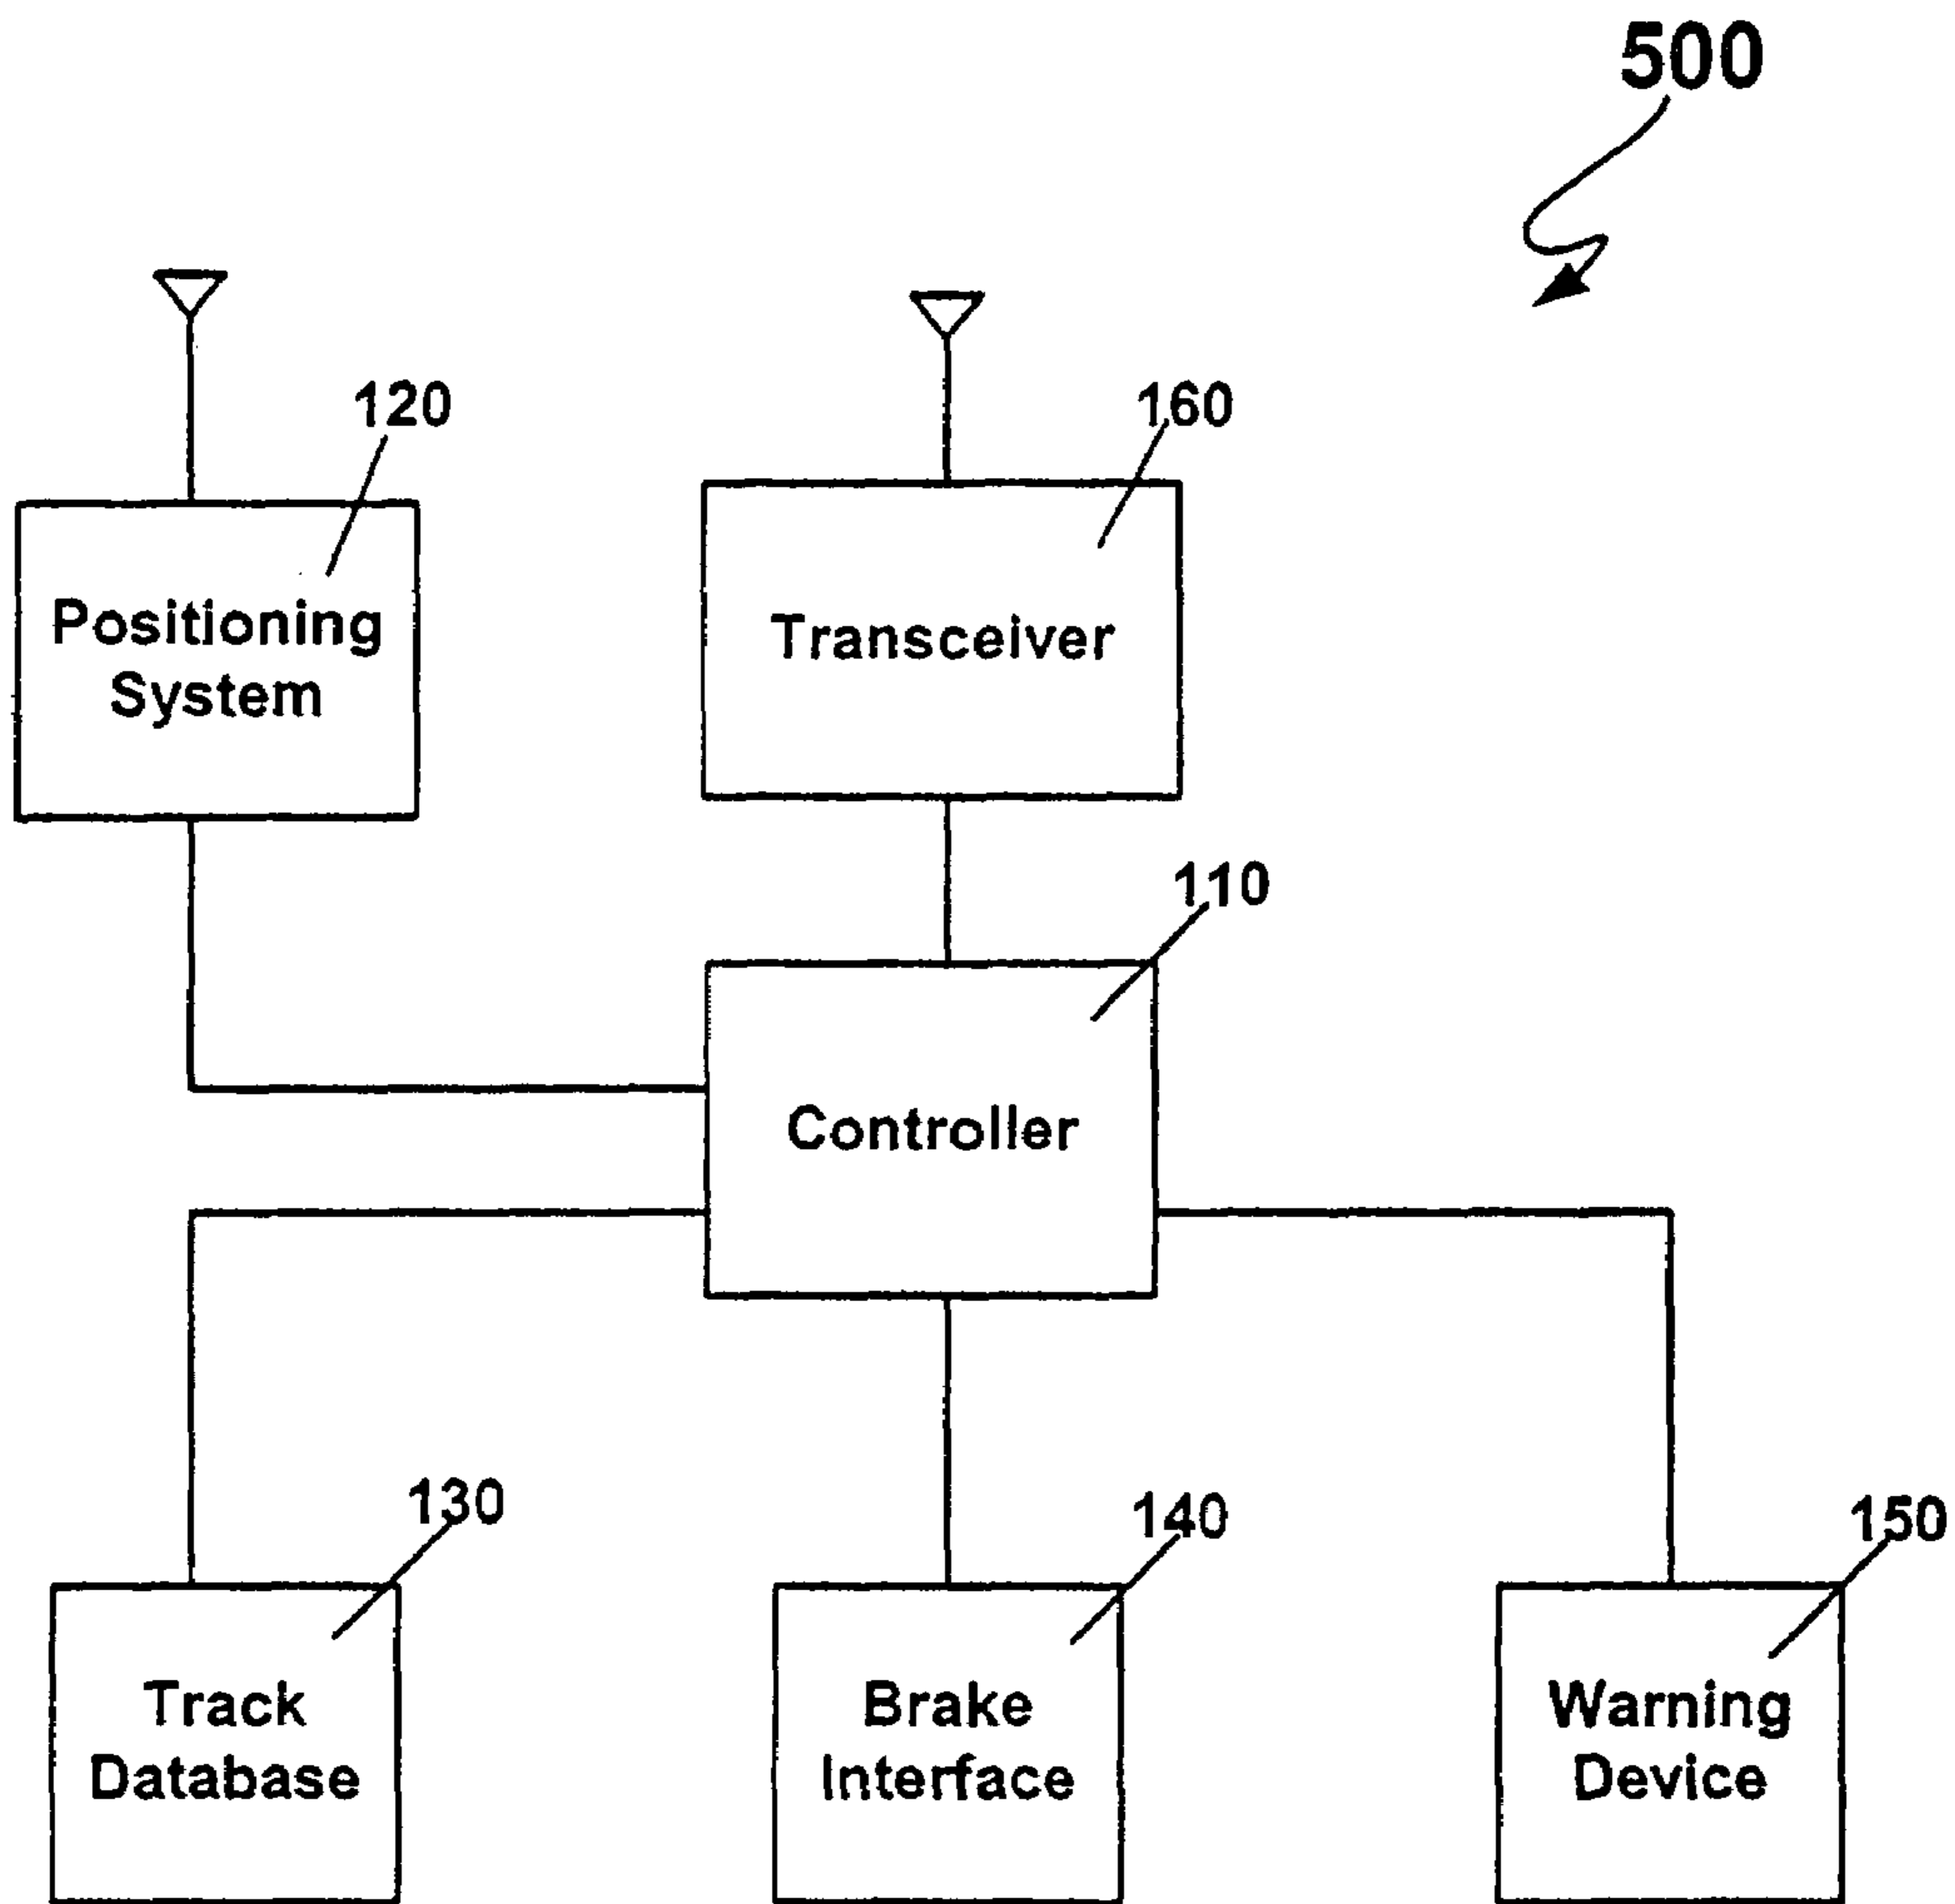 500
120
160
Positioning
System
Transceiver
110
Controller
130
140
150
Track
Database
Brake
Interface
Warning
Device